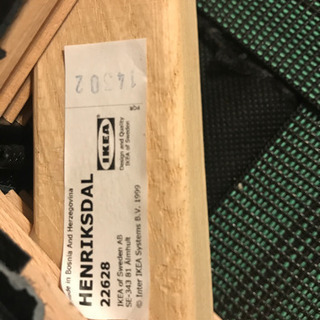 Made in Bosnia And Herzegovina
HENRIKSDAL
22628
IKEA of Sweden AB
SE-343 81 Älmhult
© Inter IKEA Systems B.V. 1999
IKEA
Design and Quality
IKEA of Sweden
14302